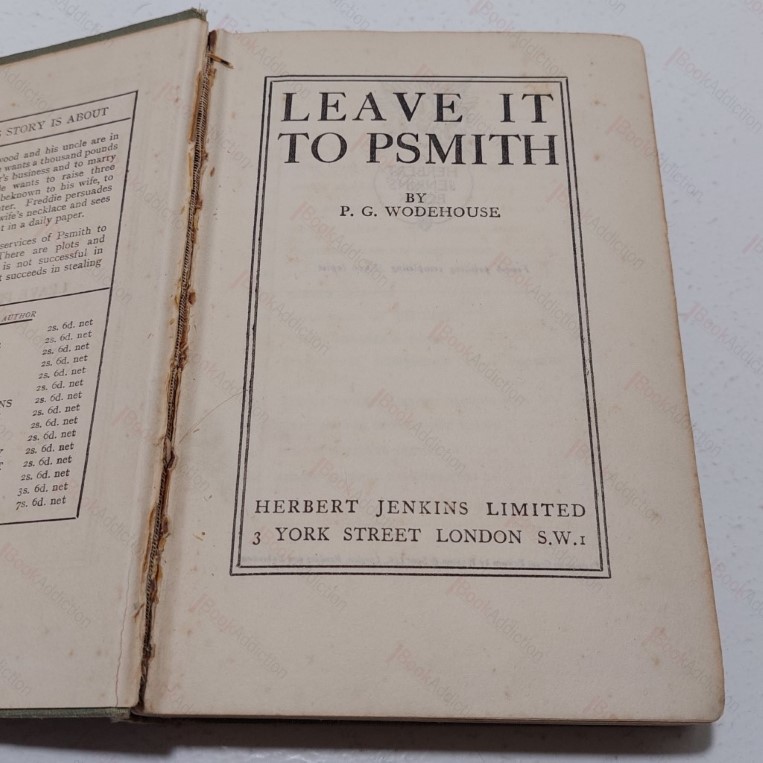 STORY IS ABOUT
wood and his uncle are in
wants a thousand pounds
business and to marry
wants to raise three
to his wife, to
Freddie persuades
wife's necklace and sees
t in a daily paper.
services of Psmith to
There are plots and
is not successful in
succeeds in stealing
AUTHOR
2s. 6d. net
2s. 6d. net
2s. 6d. net
2s. 6d. net
2s. 6d. net
2s. 6d. net
NS 2s. 6d. net
2s. 6d. net
2s. 6d. net
2s. 6d. net
2s. 6d. net
2s. 6d. net
2s. 6d. net
3s. 6d. net
7s. 6d. net
LEAVE IT
TO PSMITH
BY
P. G. WODEHOUSE
HERBERT JENKINS LIMITED
3 YORK STREET LONDON S.W.1
BookAddiction